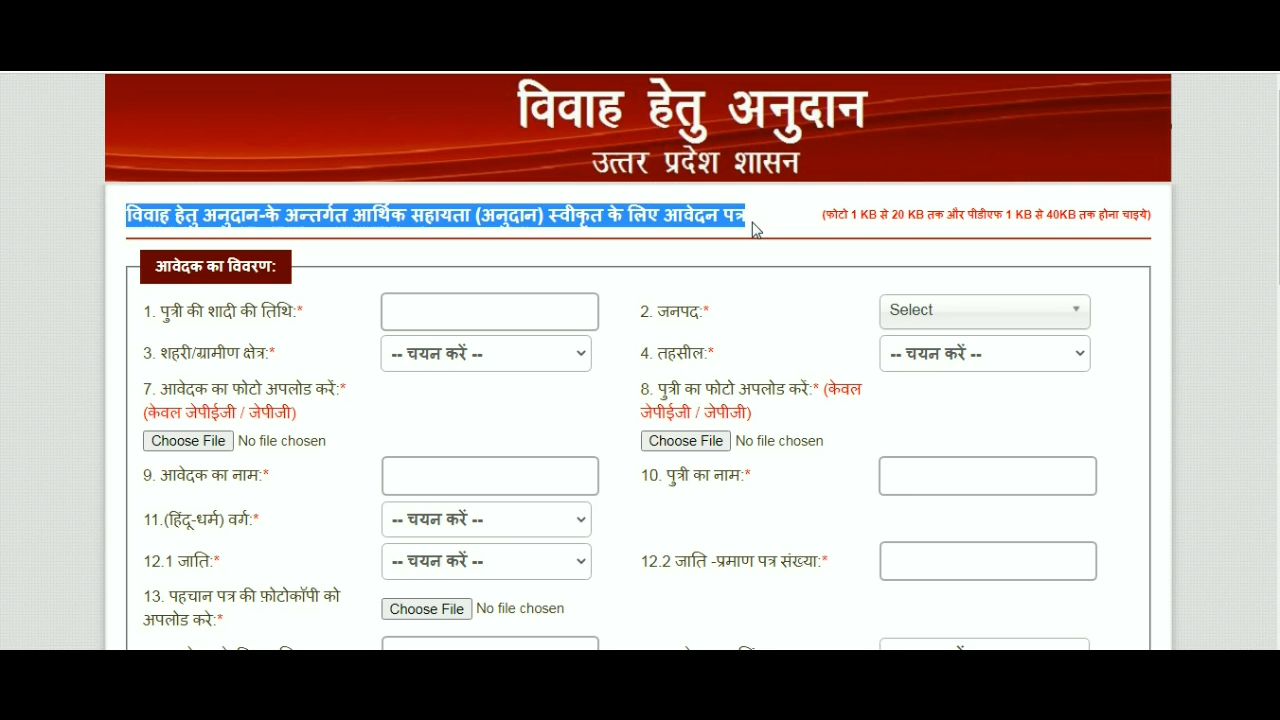 विवाह हेतु अनुदान
उत्तर प्रदेश शासन
विवाह हेतु अनुदान-के अन्तर्गत आर्थिक सहायता (अनुदान) स्वीकृत के लिए आवेदन पत्र
(फोटो 1 KB से 20 KB तक और पीडीएफ 1 KB से 40KB तक होना चाइये)
आवेदक का विवरण:
1. पुत्री की शादी की तिथि:*
2. जनपद:* Select
3. शहरी/ग्रामीण क्षेत्र:* -- चयन करें --
4. तहसील:* -- चयन करें --
7. आवेदक का फोटो अपलोड करें:*
(केवल जेपीईजी / जेपीजी)
Choose File No file chosen
8. पुत्री का फोटो अपलोड करें:* (केवल
जेपीईजी / जेपीजी)
Choose File No file chosen
9. आवेदक का नाम:*
10. पुत्री का नाम:*
11.(हिंदू-धर्म) वर्ग:* -- चयन करें --
12.1 जाति:* -- चयन करें --
12.2 जाति -प्रमाण पत्र संख्या:*
13. पहचान पत्र की फ़ोटोकॉपी को
अपलोड करे:*
Choose File No file chosen